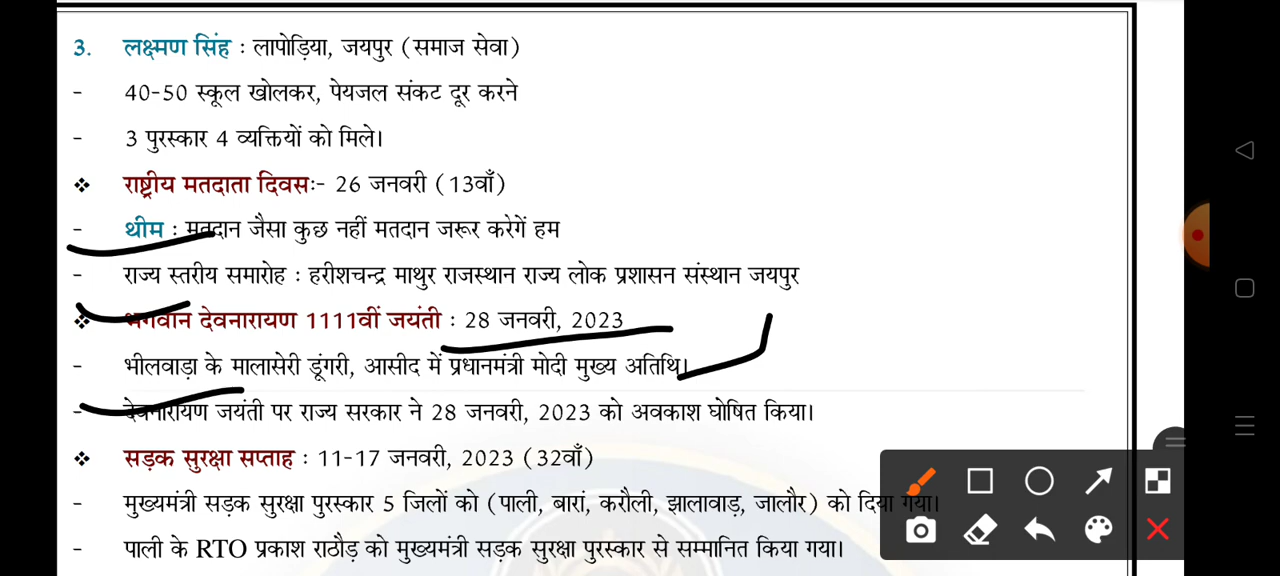 3. लक्ष्मण सिंह : लापोड़िया, जयपुर (समाज सेवा)
- 40-50 स्कूल खोलकर, पेयजल संकट दूर करने
- 3 पुरस्कार 4 व्यक्तियों को मिले।
❖ राष्ट्रीय मतदाता दिवसः- 26 जनवरी (13वाँ)
- थीम : मतदान जैसा कुछ नहीं मतदान जरूर करेगें हम
- राज्य स्तरीय समारोह : हरीशचन्द्र माथुर राजस्थान राज्य लोक प्रशासन संस्थान जयपुर
❖ भगवान देवनारायण 1111वीं जयंती : 28 जनवरी, 2023
- भीलवाड़ा के मालासेरी डूंगरी, आसीद में प्रधानमंत्री मोदी मुख्य अतिथि।
- देवनारायण जयंती पर राज्य सरकार ने 28 जनवरी, 2023 को अवकाश घोषित किया।
❖ सड़क सुरक्षा सप्ताह : 11-17 जनवरी, 2023 (32वाँ)
- मुख्यमंत्री सड़क सुरक्षा पुरस्कार 5 जिलों को (पाली, बारां, करौली, झालावाड़, जालौर) को दिया गया।
- पाली के RTO प्रकाश राठौड़ को मुख्यमंत्री सड़क सुरक्षा पुरस्कार से सम्मानित किया गया।